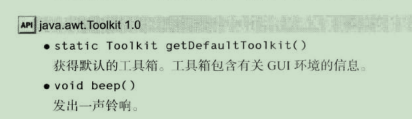 API java.awt.Toolkit 1.0
• static Toolkit getDefaultToolkit()
获得默认的工具箱。工具箱包含有关 GUI 环境的信息。
• void beep()
发出一声铃响。